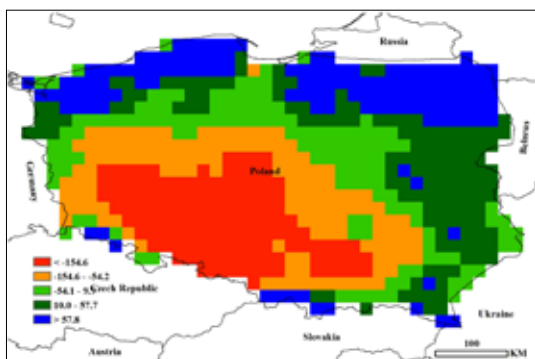 Russia
Belarus
Germany
Poland
< -154.6
-154.6 - -54.2
-54.1 - 9.9
Czech Republic
10.0 - 57.7
> 57.8
Ukraine
Slovakia
Austria
100
KM